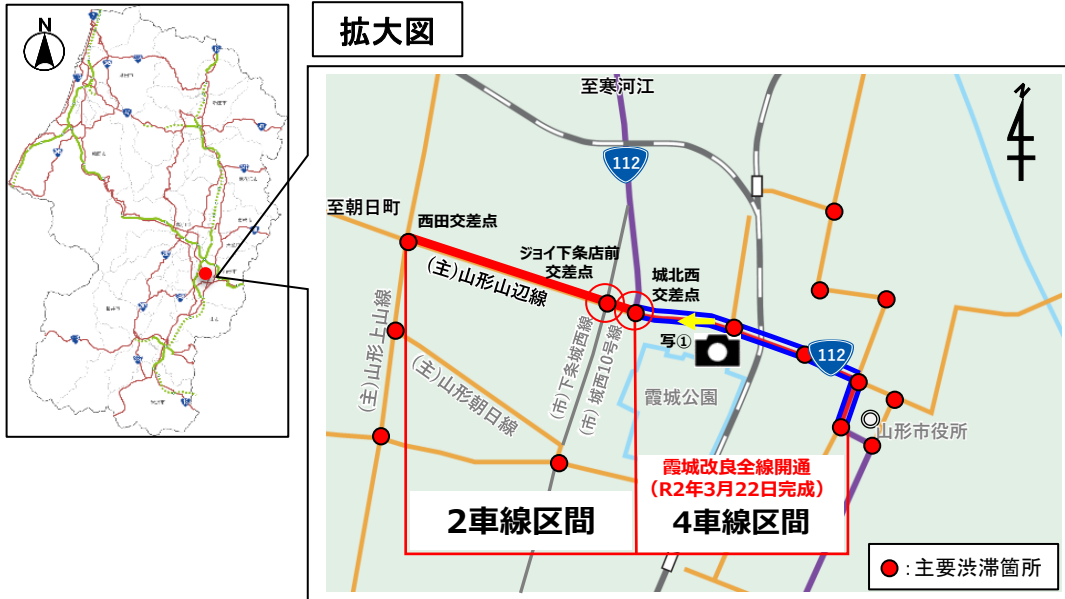 N
拡大図
至寒河江
112
至朝日町
西田交差点
ジョイ下条店前
交差点
城北西
交差点
(主)山形山辺線
写①
112
(主)山形上山線
(主)山形朝日線
(市)下条城西線
(市)城西10号線
霞城公園
山形市役所
霞城改良全線開通
(R2年3月22日完成)
2車線区間
4車線区間
:主要渋滞箇所